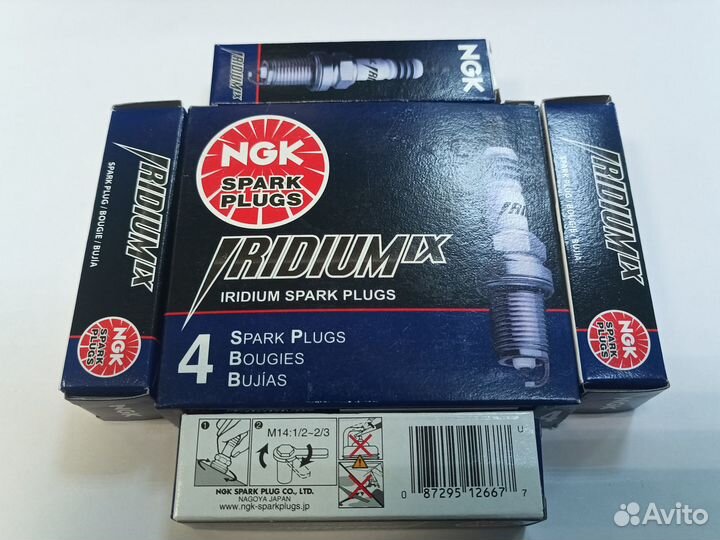 NGK
IRIDIUM IX
SPARK PLUG / BOUGIE / BUJIA
NGK
SPARK
PLUGS
NGK
SPARK
PLUGS
IRIDIUM IX
IRIDIUM SPARK PLUGS
4
SPARK PLUGS
BOUGIES
BUJÍAS
IRIDIUM IX
NGK
SPARK
PLUGS
4
1
2
M14:1/2~2/3
NGK SPARK PLUG CO., LTD.
NAGOYA JAPAN
www.ngk-sparkplugs.jp
U
0 87295 12667 7
Avito